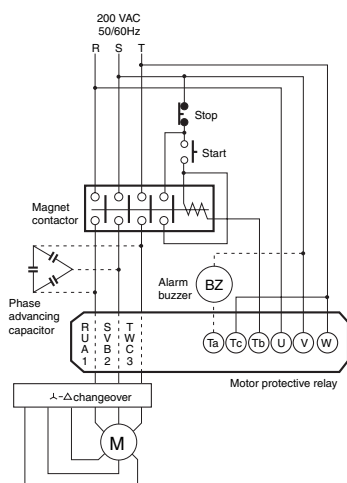 200 VAC
50/60Hz
R S T
Stop
Start
Magnet
contactor
Alarm
buzzer
BZ
Phase
advancing
capacitor
R S T
U V W
A B C
1 2 3
Ta Tc Tb U V W
Motor protective relay
⅄-△changeover
M